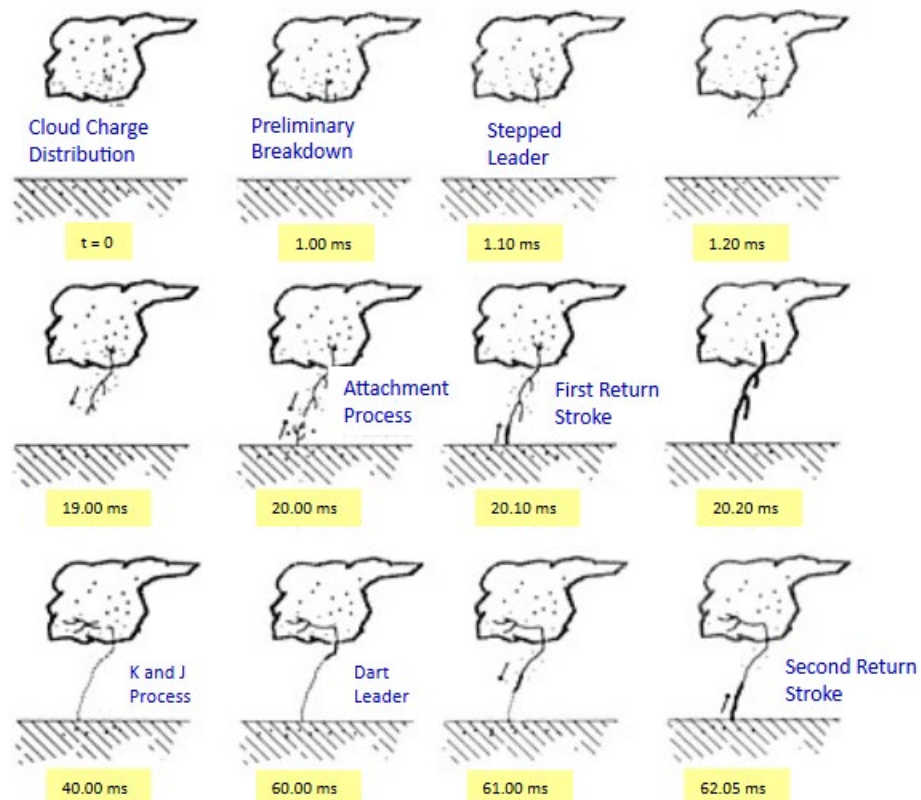 Cloud Charge
Distribution
Preliminary
Breakdown
Stepped
Leader
t = 0
1.00 ms
1.10 ms
1.20 ms
Attachment
Process
First Return
Stroke
19.00 ms
20.00 ms
20.10 ms
20.20 ms
K and J
Process
Dart
Leader
Second Return
Stroke
40.00 ms
60.00 ms
61.00 ms
62.05 ms